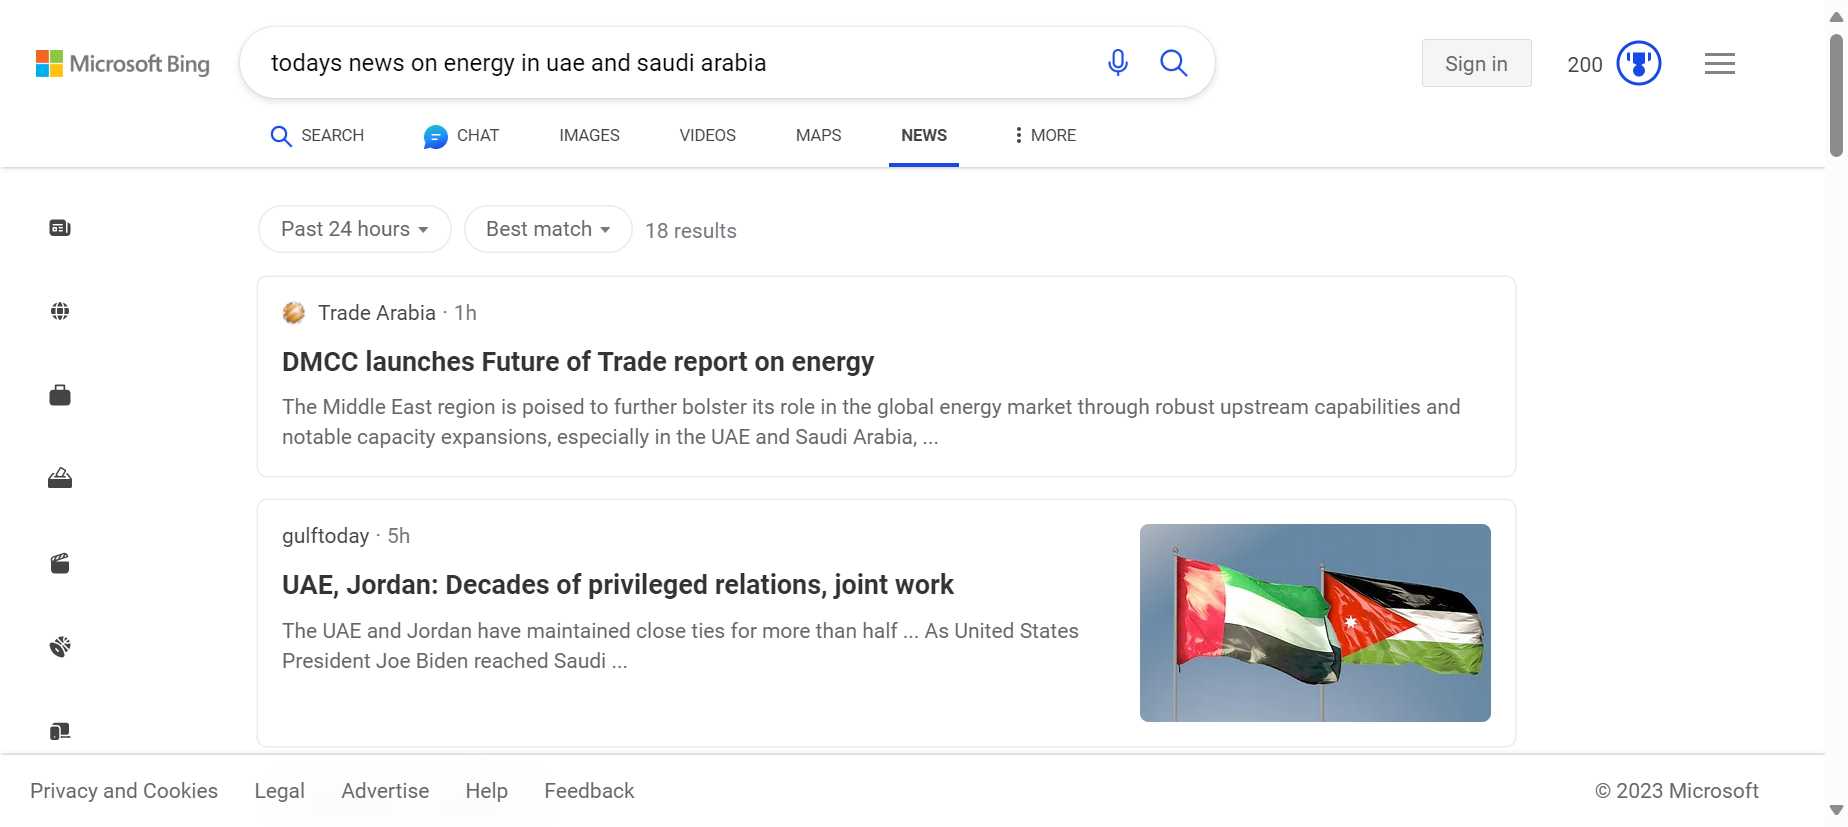 Microsoft Bing
todays news on energy in uae and saudi arabia
Sign in
200
SEARCH
CHAT
IMAGES
VIDEOS
MAPS
NEWS
MORE
Past 24 hours
Best match
18 results
Trade Arabia · 1h
DMCC launches Future of Trade report on energy
The Middle East region is poised to further bolster its role in the global energy market through robust upstream capabilities and
notable capacity expansions, especially in the UAE and Saudi Arabia, ...
gulftoday · 5h
UAE, Jordan: Decades of privileged relations, joint work
The UAE and Jordan have maintained close ties for more than half ... As United States
President Joe Biden reached Saudi ...
Privacy and Cookies
Legal
Advertise
Help
Feedback
© 2023 Microsoft